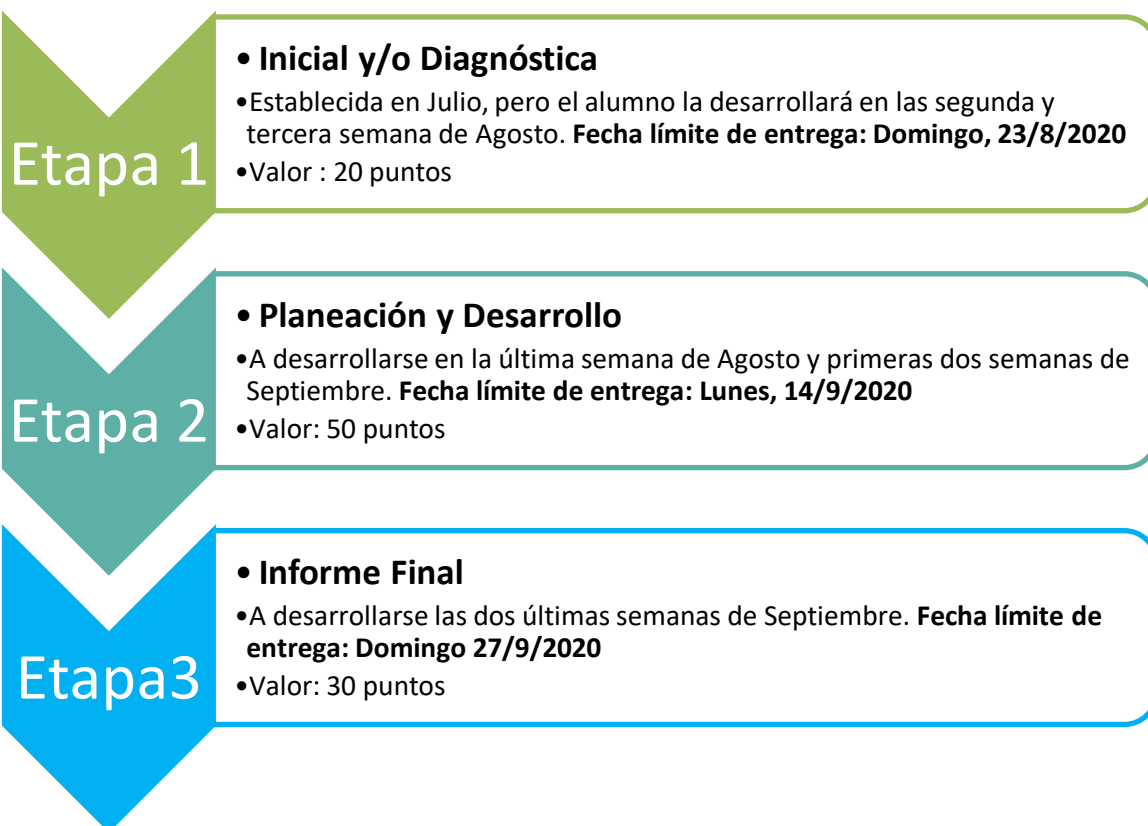 Etapa 1
• Inicial y/o Diagnóstica
•Establecida en Julio, pero el alumno la desarrollará en las segunda y
tercera semana de Agosto. Fecha límite de entrega: Domingo, 23/8/2020
•Valor : 20 puntos
Etapa 2
• Planeación y Desarrollo
•A desarrollarse en la última semana de Agosto y primeras dos semanas de
Septiembre. Fecha límite de entrega: Lunes, 14/9/2020
•Valor: 50 puntos
Etapa3
• Informe Final
•A desarrollarse las dos últimas semanas de Septiembre. Fecha límite de
entrega: Domingo 27/9/2020
•Valor: 30 puntos